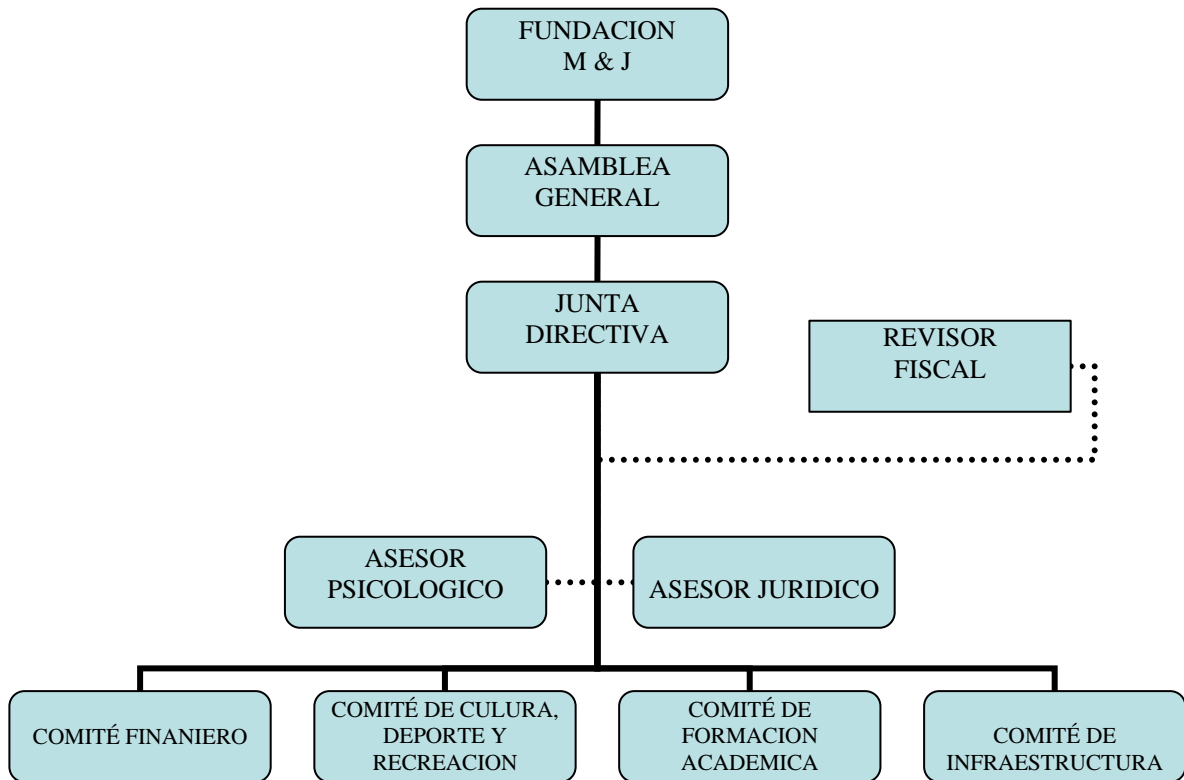 FUNDACION
M & J
ASAMBLEA
GENERAL
JUNTA
DIRECTIVA
REVISOR
FISCAL
ASESOR
PSICOLOGICO
ASESOR JURIDICO
COMITÉ FINANIERO
COMITÉ DE CULURA,
DEPORTE Y
RECREACION
COMITÉ DE
FORMACION
ACADEMICA
COMITÉ DE
INFRAESTRUCTURA